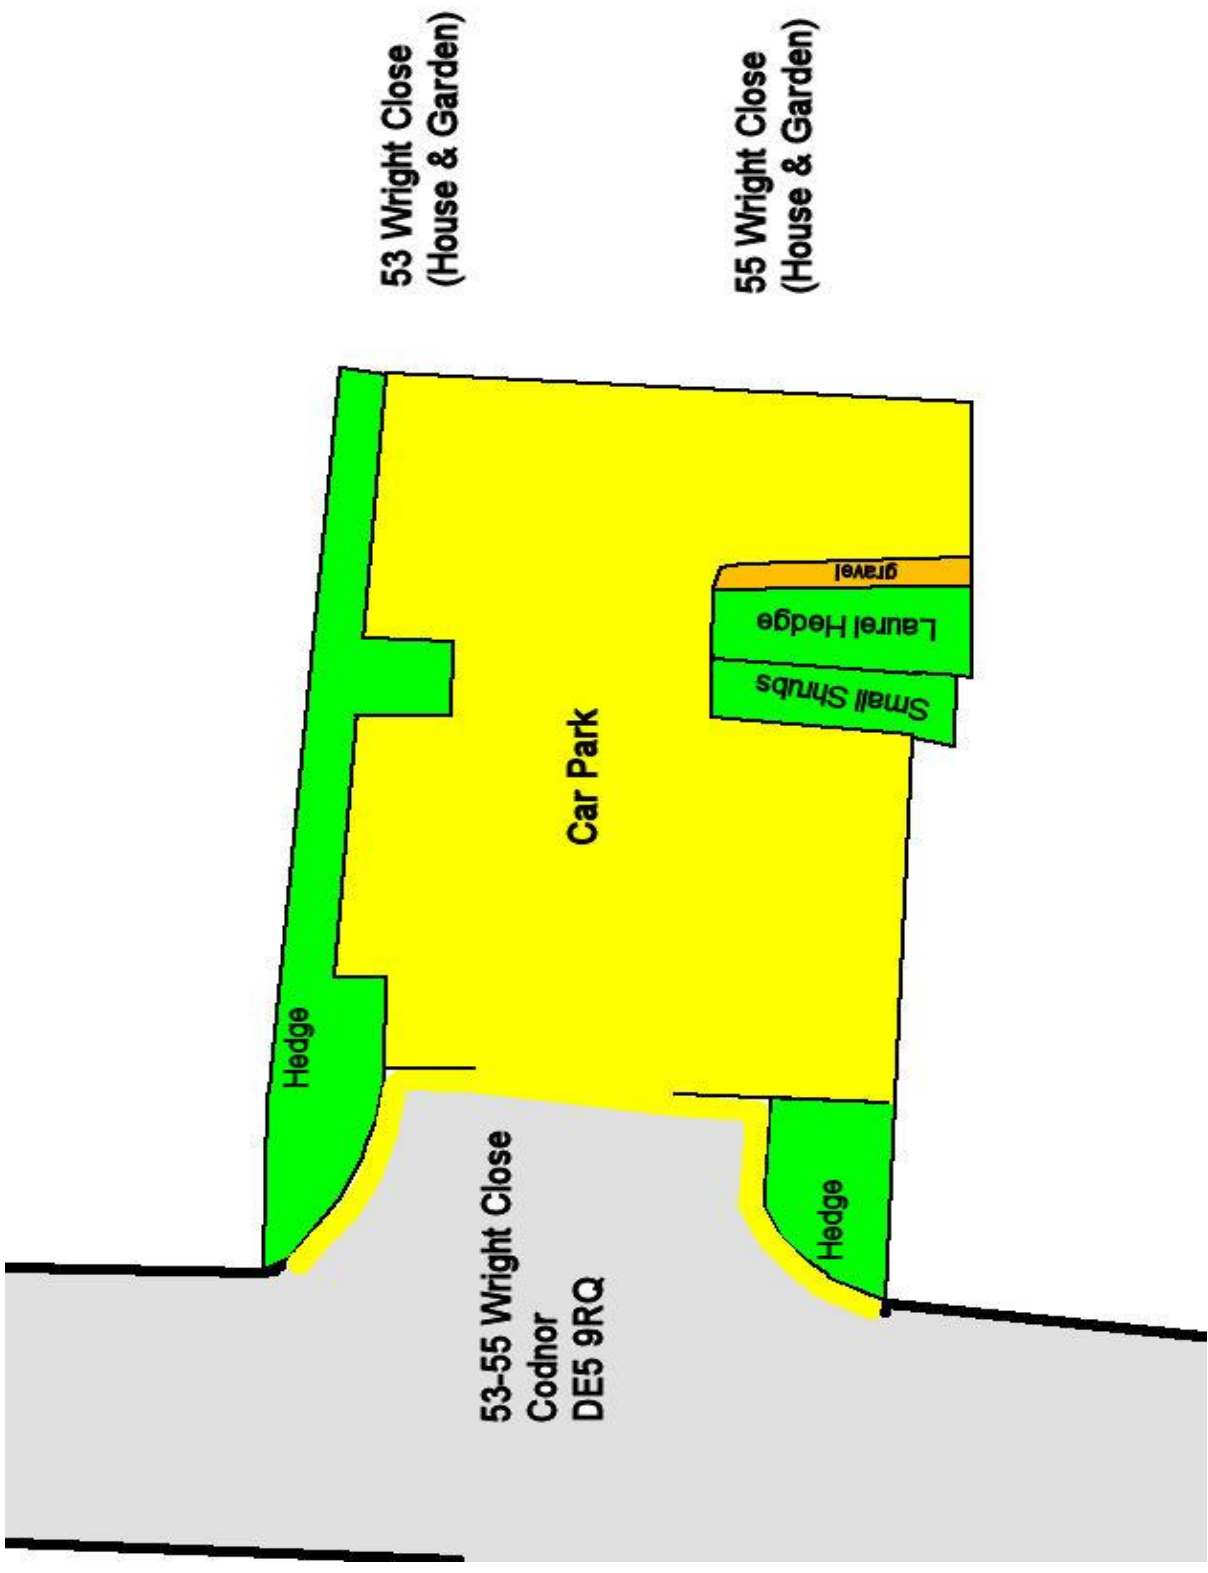 53 Wright Close
(House & Garden)
55 Wright Close
(House & Garden)
gravel
Laurel Hedge
Small Shrubs
Car Park
Hedge
Hedge
53-55 Wright Close
Codnor
DE5 9RQ